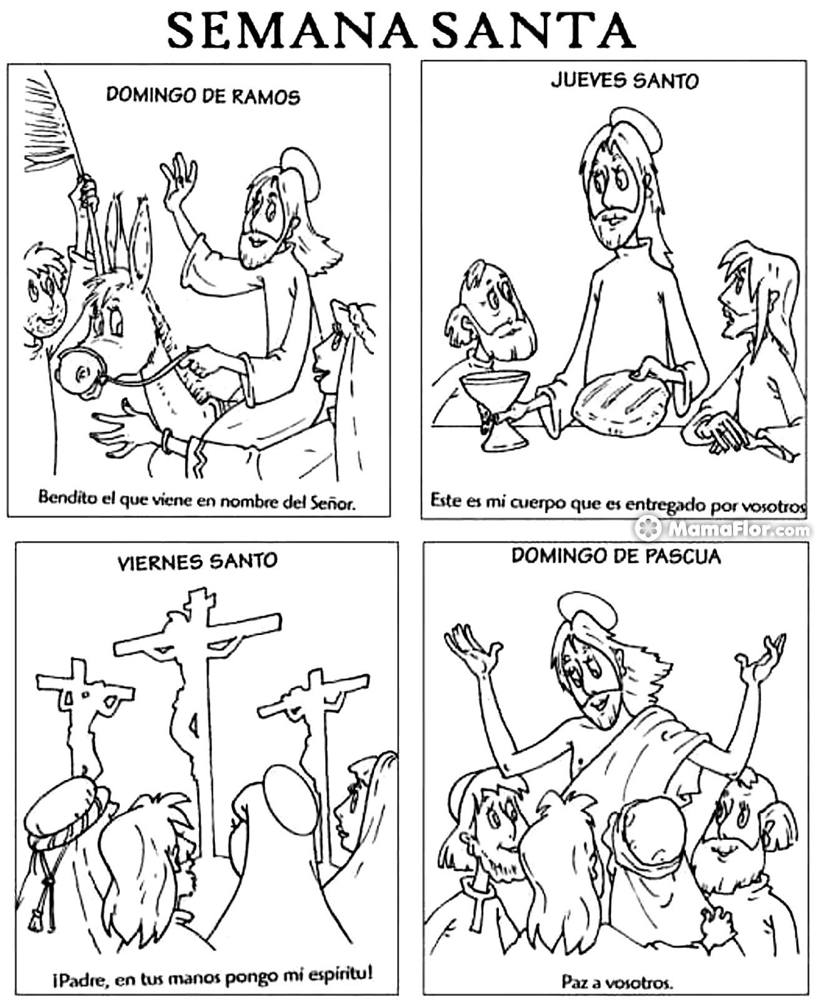 SEMANA SANTA
DOMINGO DE RAMOS
Bendito el que viene en nombre del Señor.
JUEVES SANTO
Este es mi cuerpo que es entregado por vosotros
MamaFlor.com
VIERNES SANTO
¡Padre, en tus manos pongo mi espíritu!
DOMINGO DE PASCUA
Paz a vosotros.